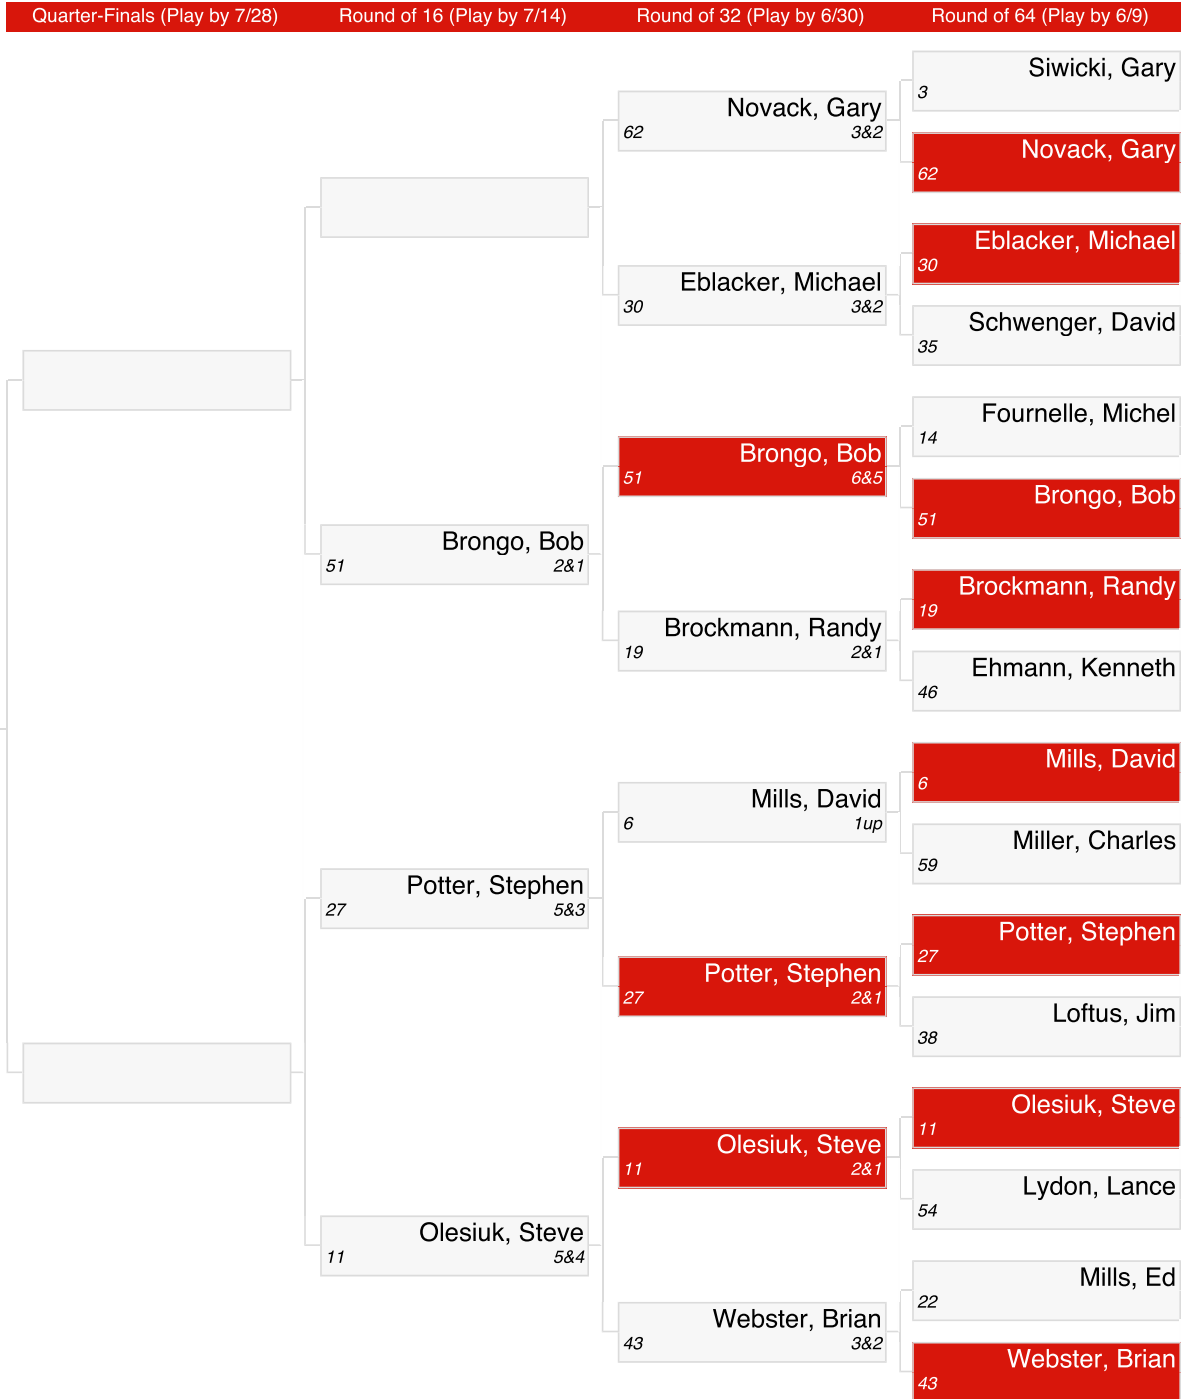 Quarter-Finals (Play by 7/28)
Round of 16 (Play by 7/14)
Round of 32 (Play by 6/30)
Round of 64 (Play by 6/9)
Siwicki, Gary
3
Novack, Gary
62
Eblacker, Michael
30
Schwenger, David
35
Fournelle, Michel
14
Brongo, Bob
51
Brockmann, Randy
19
Ehmann, Kenneth
46
Mills, David
6
Miller, Charles
59
Potter, Stephen
27
Loftus, Jim
38
Olesiuk, Steve
11
Lydon, Lance
54
Mills, Ed
22
Webster, Brian
43
Novack, Gary
62 3&2
Eblacker, Michael
30 3&2
Brongo, Bob
51 6&5
Brockmann, Randy
19 2&1
Mills, David
6 1up
Potter, Stephen
27 2&1
Olesiuk, Steve
11 2&1
Webster, Brian
43 3&2
Brongo, Bob
51 2&1
Potter, Stephen
27 5&3
Olesiuk, Steve
11 5&4